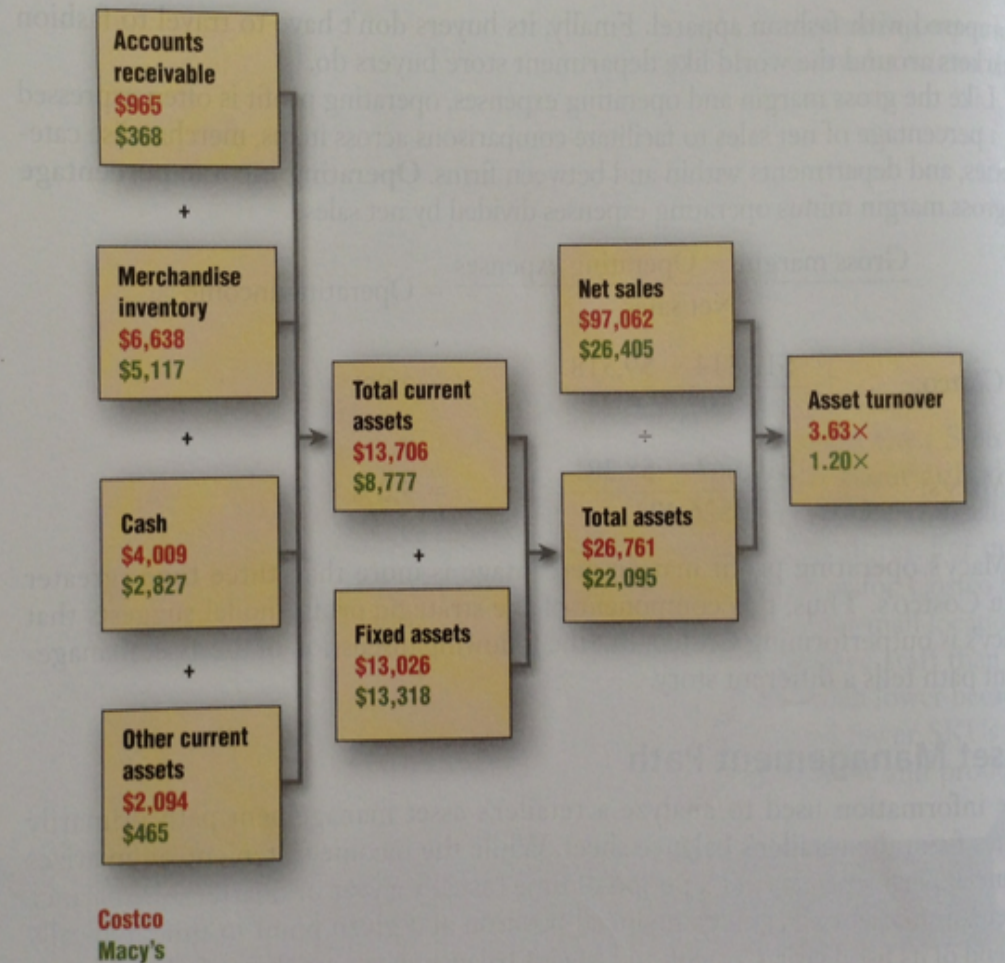 Accounts
receivable
$965
$368
+
Merchandise
inventory
$6,638
$5,117
+
Cash
$4,009
$2,827
+
Other current
assets
$2,094
$465
Total current
assets
$13,706
$8,777
+
Fixed assets
$13,026
$13,318
Net sales
$97,062
$26,405
÷
Total assets
$26,761
$22,095
Asset turnover
3.63×
1.20×
Costco
Macy's